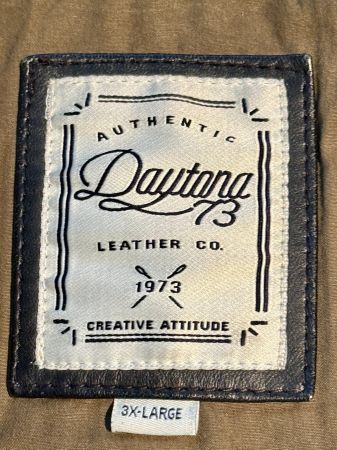 AUTHENTIC
Daytona
73
LEATHER CO.
1973
CREATIVE ATTITUDE
3X-LARGE